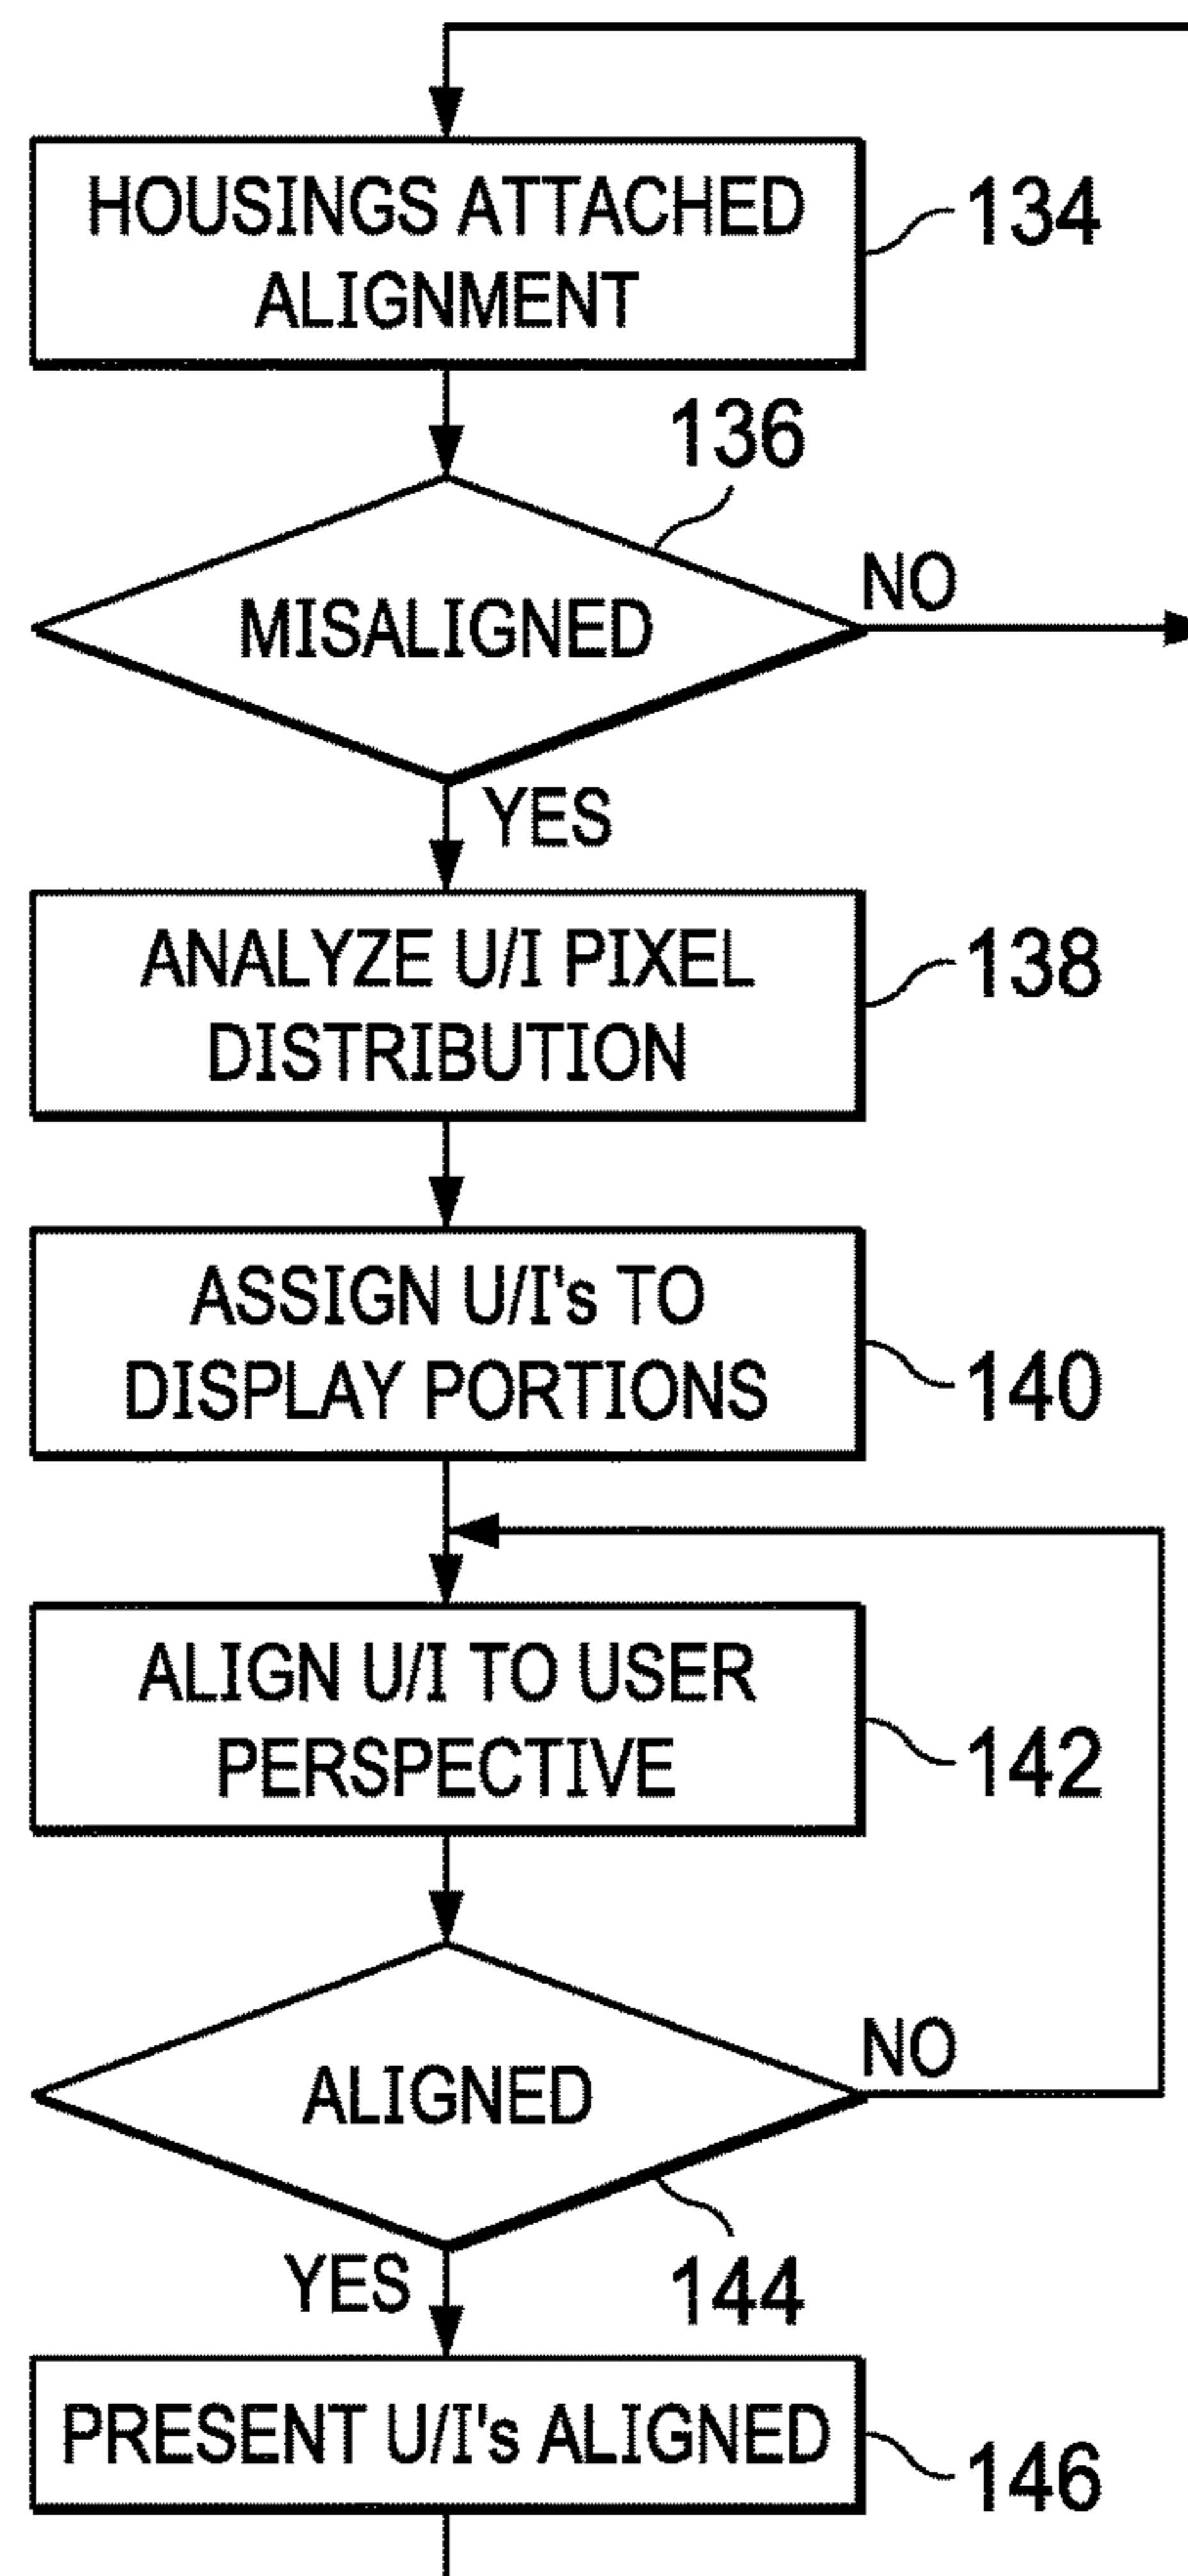 HOUSINGS ATTACHED
ALIGNMENT
134
136
MISALIGNED
NO
YES
ANALYZE U/I PIXEL
DISTRIBUTION
138
ASSIGN U/I's TO
DISPLAY PORTIONS
140
ALIGN U/I TO USER
PERSPECTIVE
142
ALIGNED
NO
YES
144
PRESENT U/I's ALIGNED
146